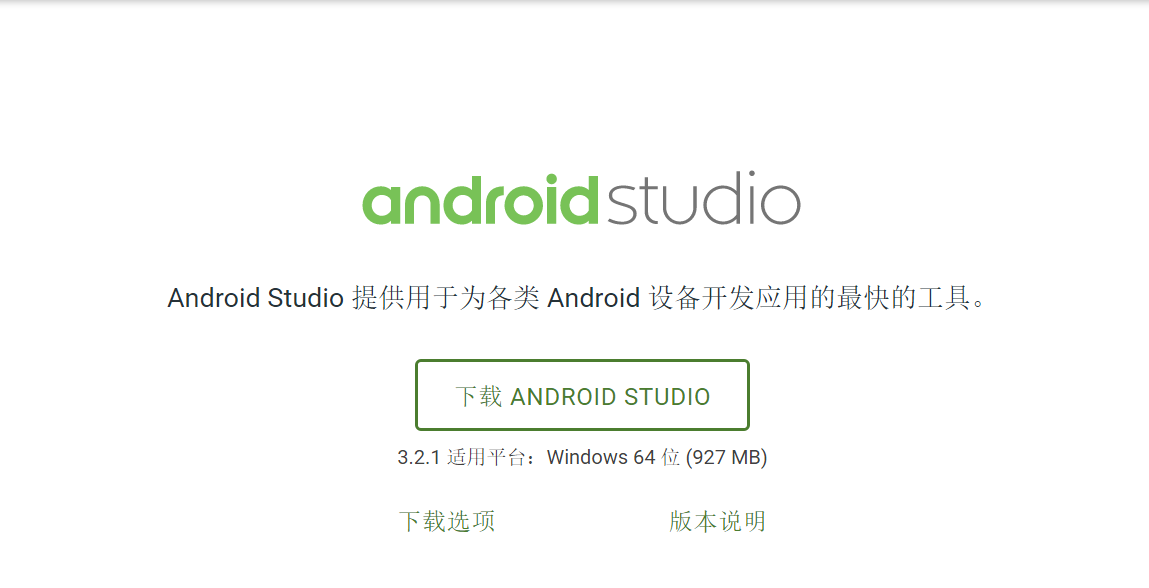 android studio
Android Studio 提供用于为各类 Android 设备开发应用的最快的工具。
下载 ANDROID STUDIO
3.2.1 适用平台：Windows 64 位 (927 MB)
下载选项 版本说明